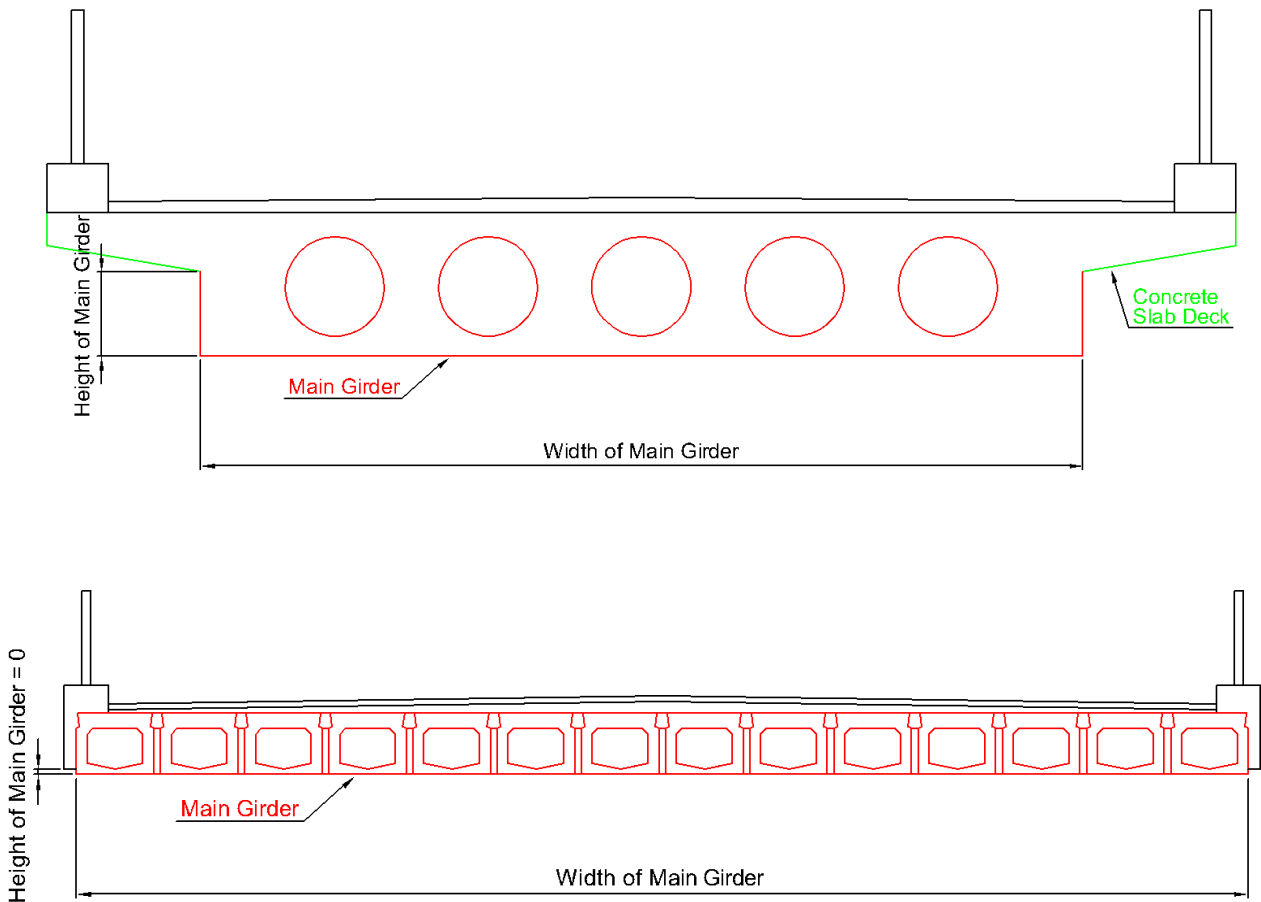 Height of Main Girder
Concrete
Slab Deck
Main Girder
Width of Main Girder
Height of Main Girder = 0
Main Girder
Width of Main Girder